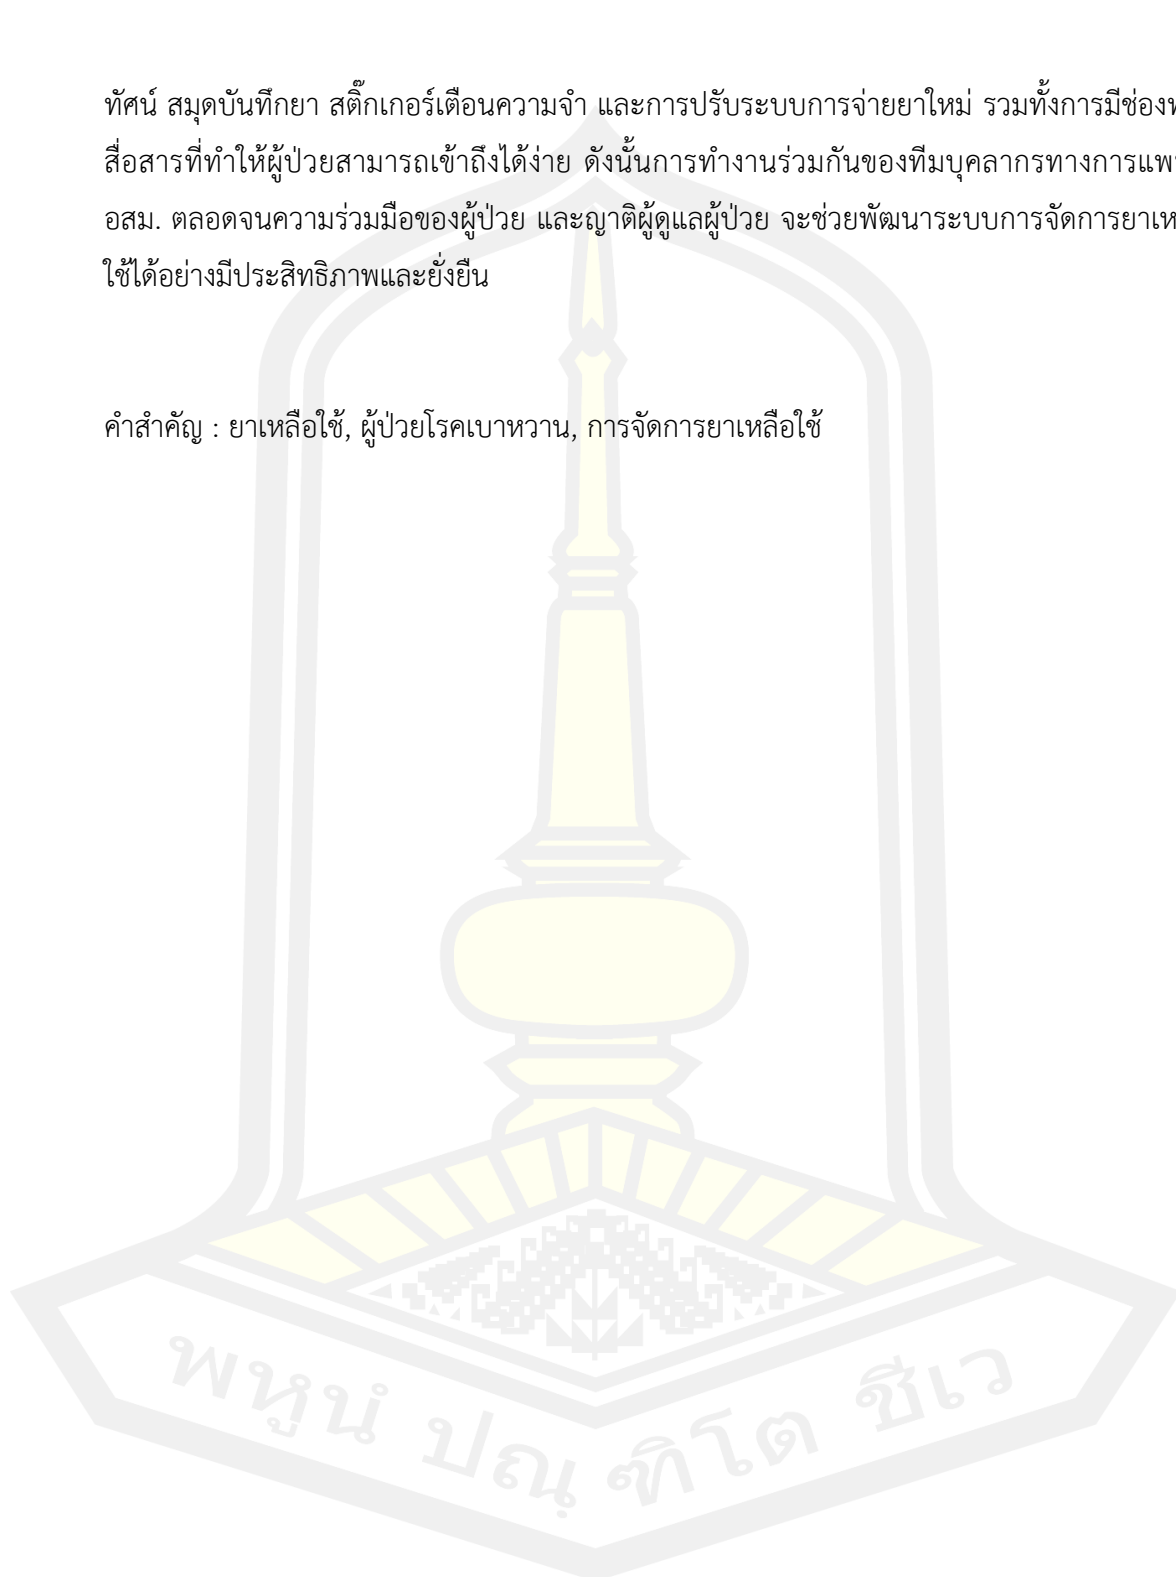 ทัศน์ สมุดบันทึกยา สติ๊กเกอร์เตือนความจำ และการปรับระบบการจ่ายยาใหม่ รวมทั้งการมีช่อง
สื่อสารที่ทำให้ผู้ป่วยสามารถเข้าถึงได้ง่าย ดังนั้นการทำงานร่วมกันของทีมบุคลากรทางการแพ
อสม. ตลอดจนความร่วมมือของผู้ป่วย และญาติผู้ดูแลผู้ป่วย จะช่วยพัฒนาระบบการจัดการยาเห
ใช้ได้อย่างมีประสิทธิภาพและยั่งยืน
คำสำคัญ : ยาเหลือใช้, ผู้ป่วยโรคเบาหวาน, การจัดการยาเหลือใช้
พหูนํ ปณฺฑิโต ชีเว